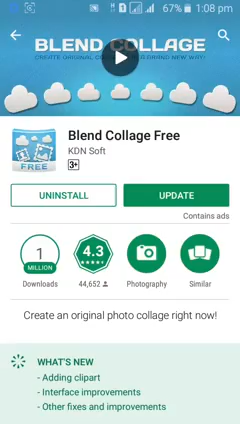 67% 1:08 pm
BLEND COLLAGE
Blend Collage Free
KDN Soft
3+
FREE
UNINSTALL
UPDATE
Contains ads
1
MILLION
4.3
Downloads
44,652
Photography
Similar
Create an original photo collage right now!
WHAT'S NEW
- Adding clipart
- Interface improvements
- Other fixes and improvements